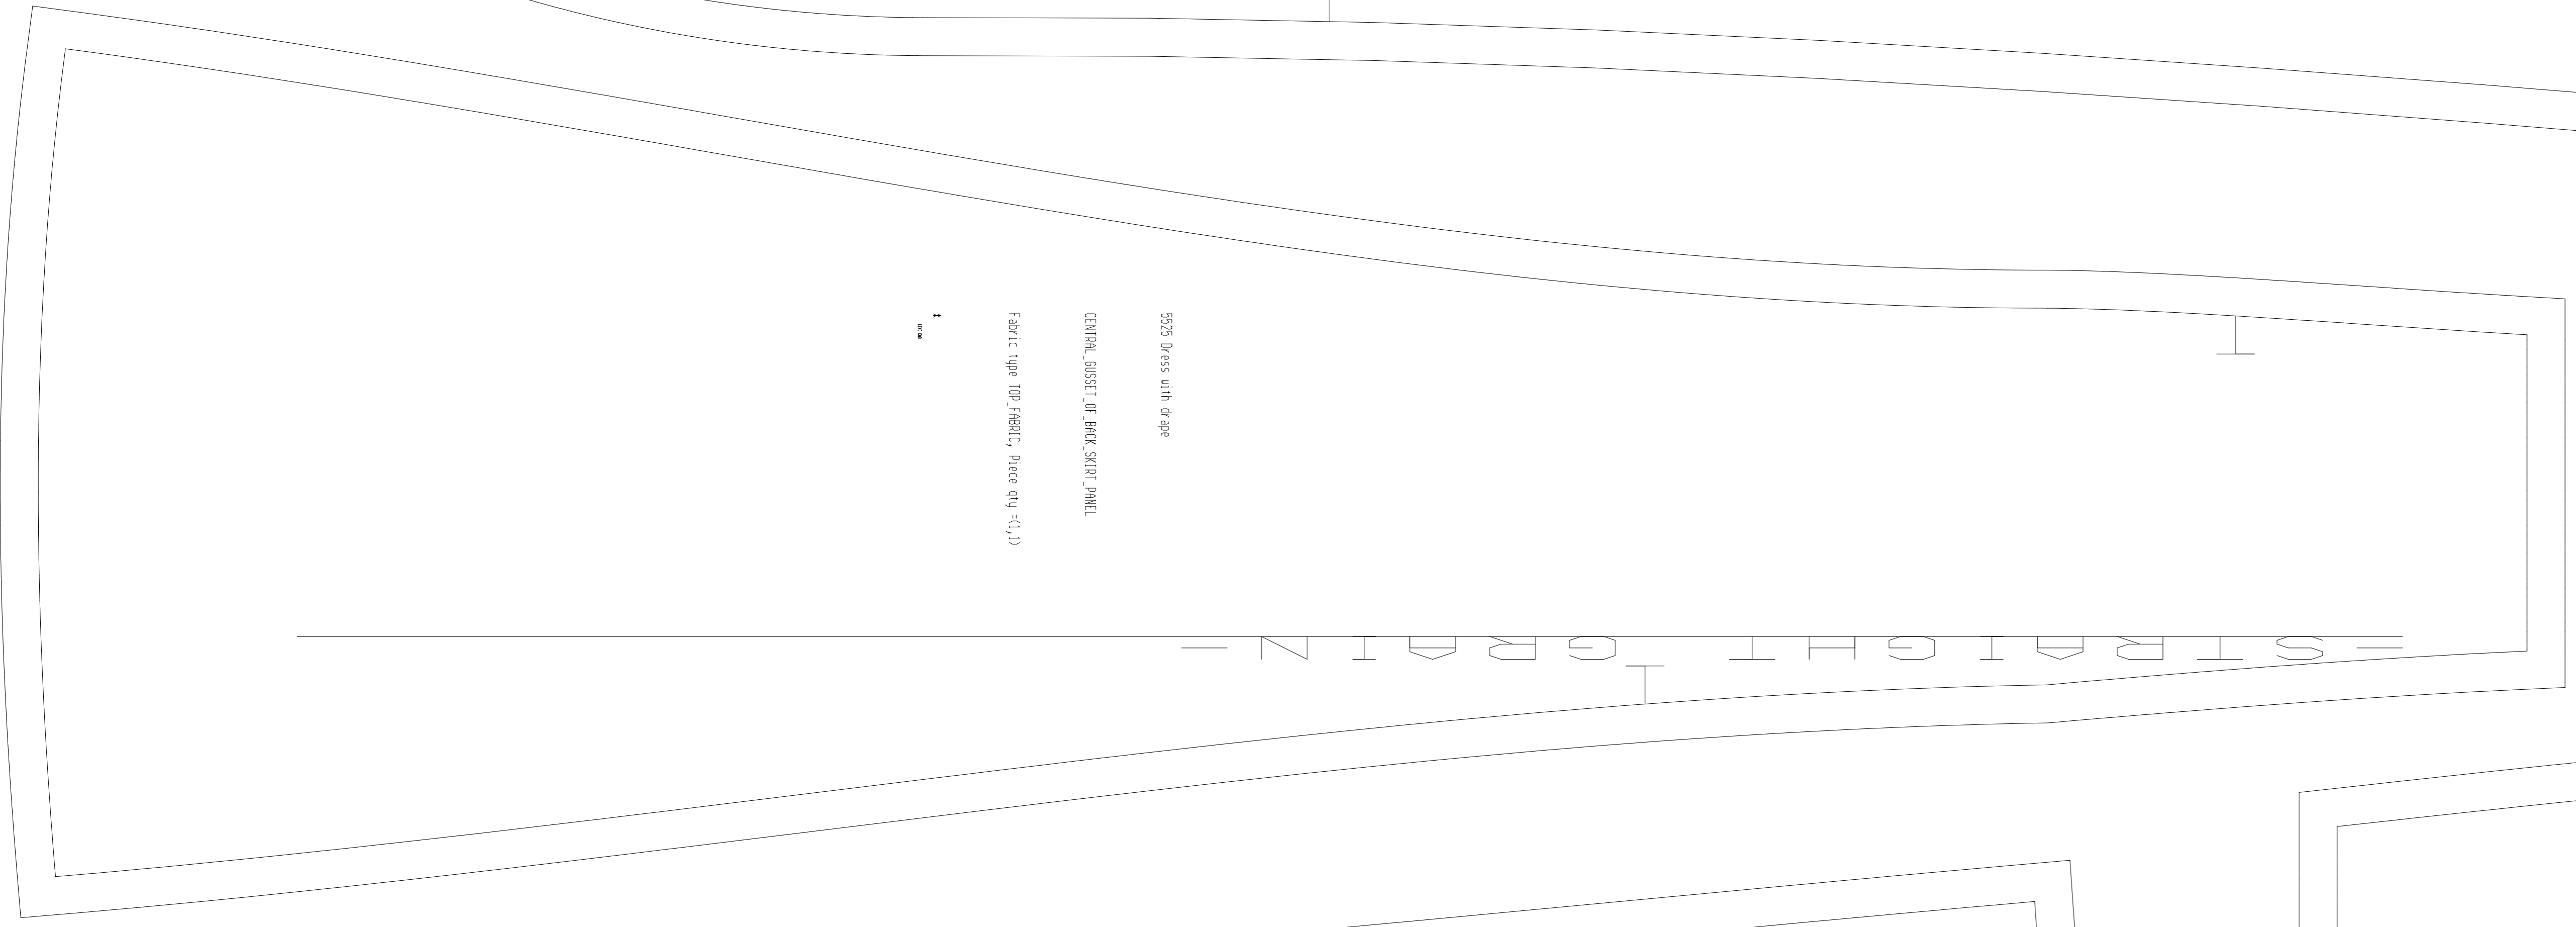 5525 Dress with drape
CENTRAL_GUSSET_OF_BACK_SKIRT_PANEL
Fabric type TOP_FABRIC, Piece qty =(1,1)
-STRAIGHT GRAIN-